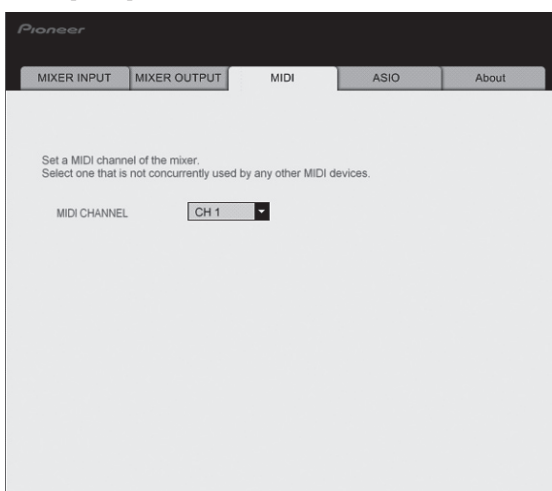 Pioneer
MIXER INPUT MIXER OUTPUT MIDI ASIO About
Set a MIDI channel of the mixer.
Select one that is not concurrently used by any other MIDI devices.
MIDI CHANNEL CH 1